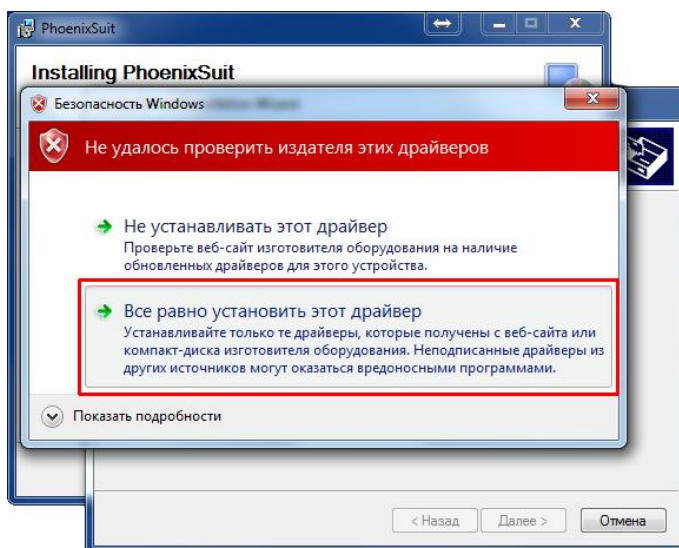 PhoenixSuit
Installing PhoenixSuit
Безопасность Windows
Не удалось проверить издателя этих драйверов
Не устанавливать этот драйвер
Проверьте веб-сайт изготовителя оборудования на наличие
обновленных драйверов для этого устройства.
Все равно установить этот драйвер
Устанавливайте только те драйверы, которые получены с веб-сайта или
компакт-диска изготовителя оборудования. Неподписанные драйверы из
других источников могут оказаться вредоносными программами.
Показать подробности
< Назад Далее > Отмена